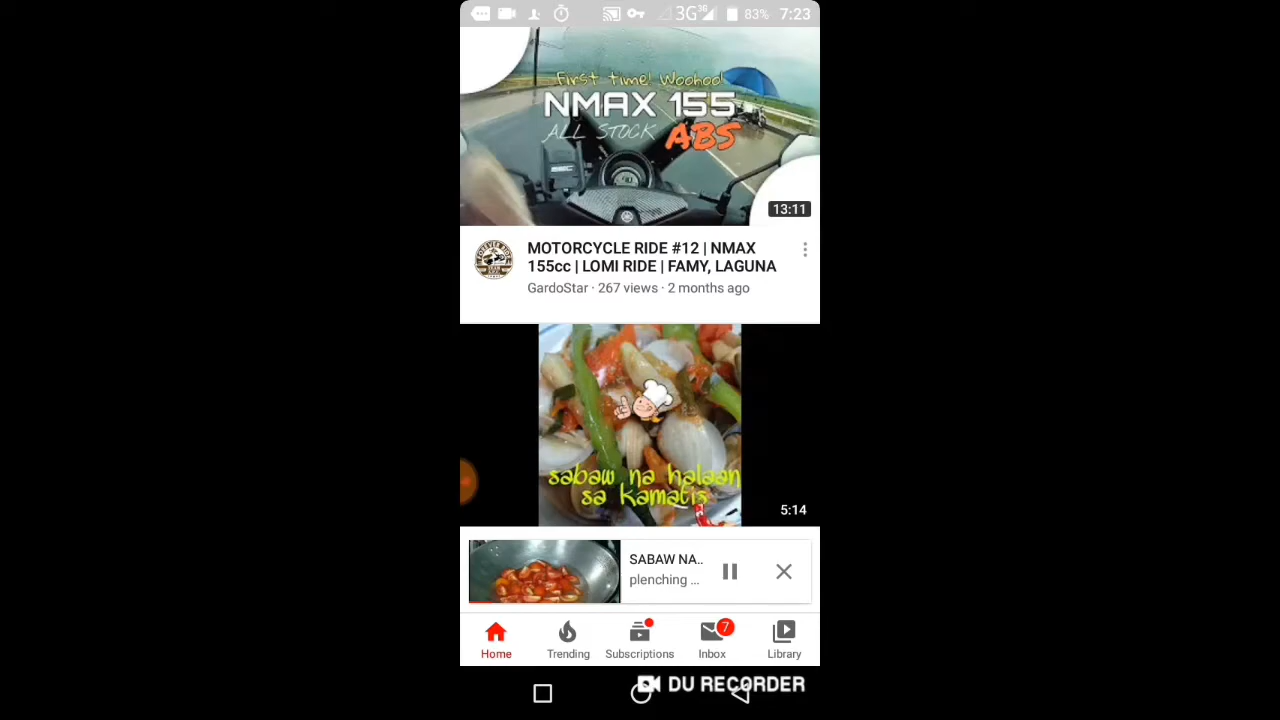 3G 3G 83% 7:23
First time! Woohoo!
NMAX 155
ALL STOCK ABS
13:11
MOTORCYCLE RIDE #12 | NMAX
155cc | LOMI RIDE | FAMY, LAGUNA
GardoStar · 267 views · 2 months ago
sabaw na halaan
sa kamatis
5:14
SABAW NA..
plenching ...
7
Home Trending Subscriptions Inbox Library
DU RECORDER